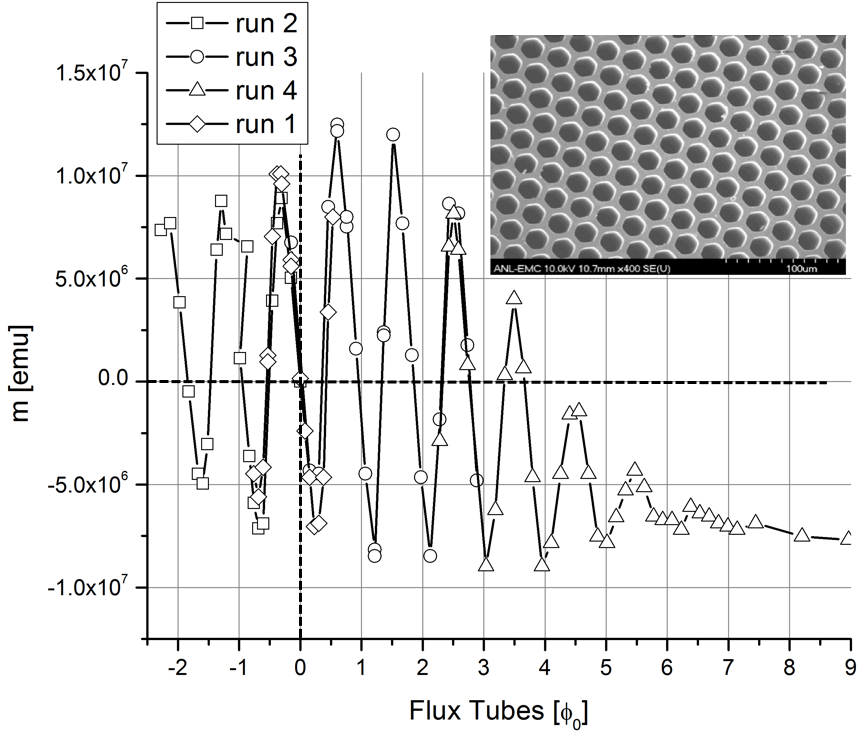 run 2
run 3
run 4
run 1
1.5x10⁷
1.0x10⁷
5.0x10⁶
0.0
-5.0x10⁶
-1.0x10⁷
m [emu]
ANL-EMC 10.0kV 10.7mm x400 SE(U) 100um
-2 -1 0 1 2 3 4 5 6 7 8 9
Flux Tubes [ϕ₀]